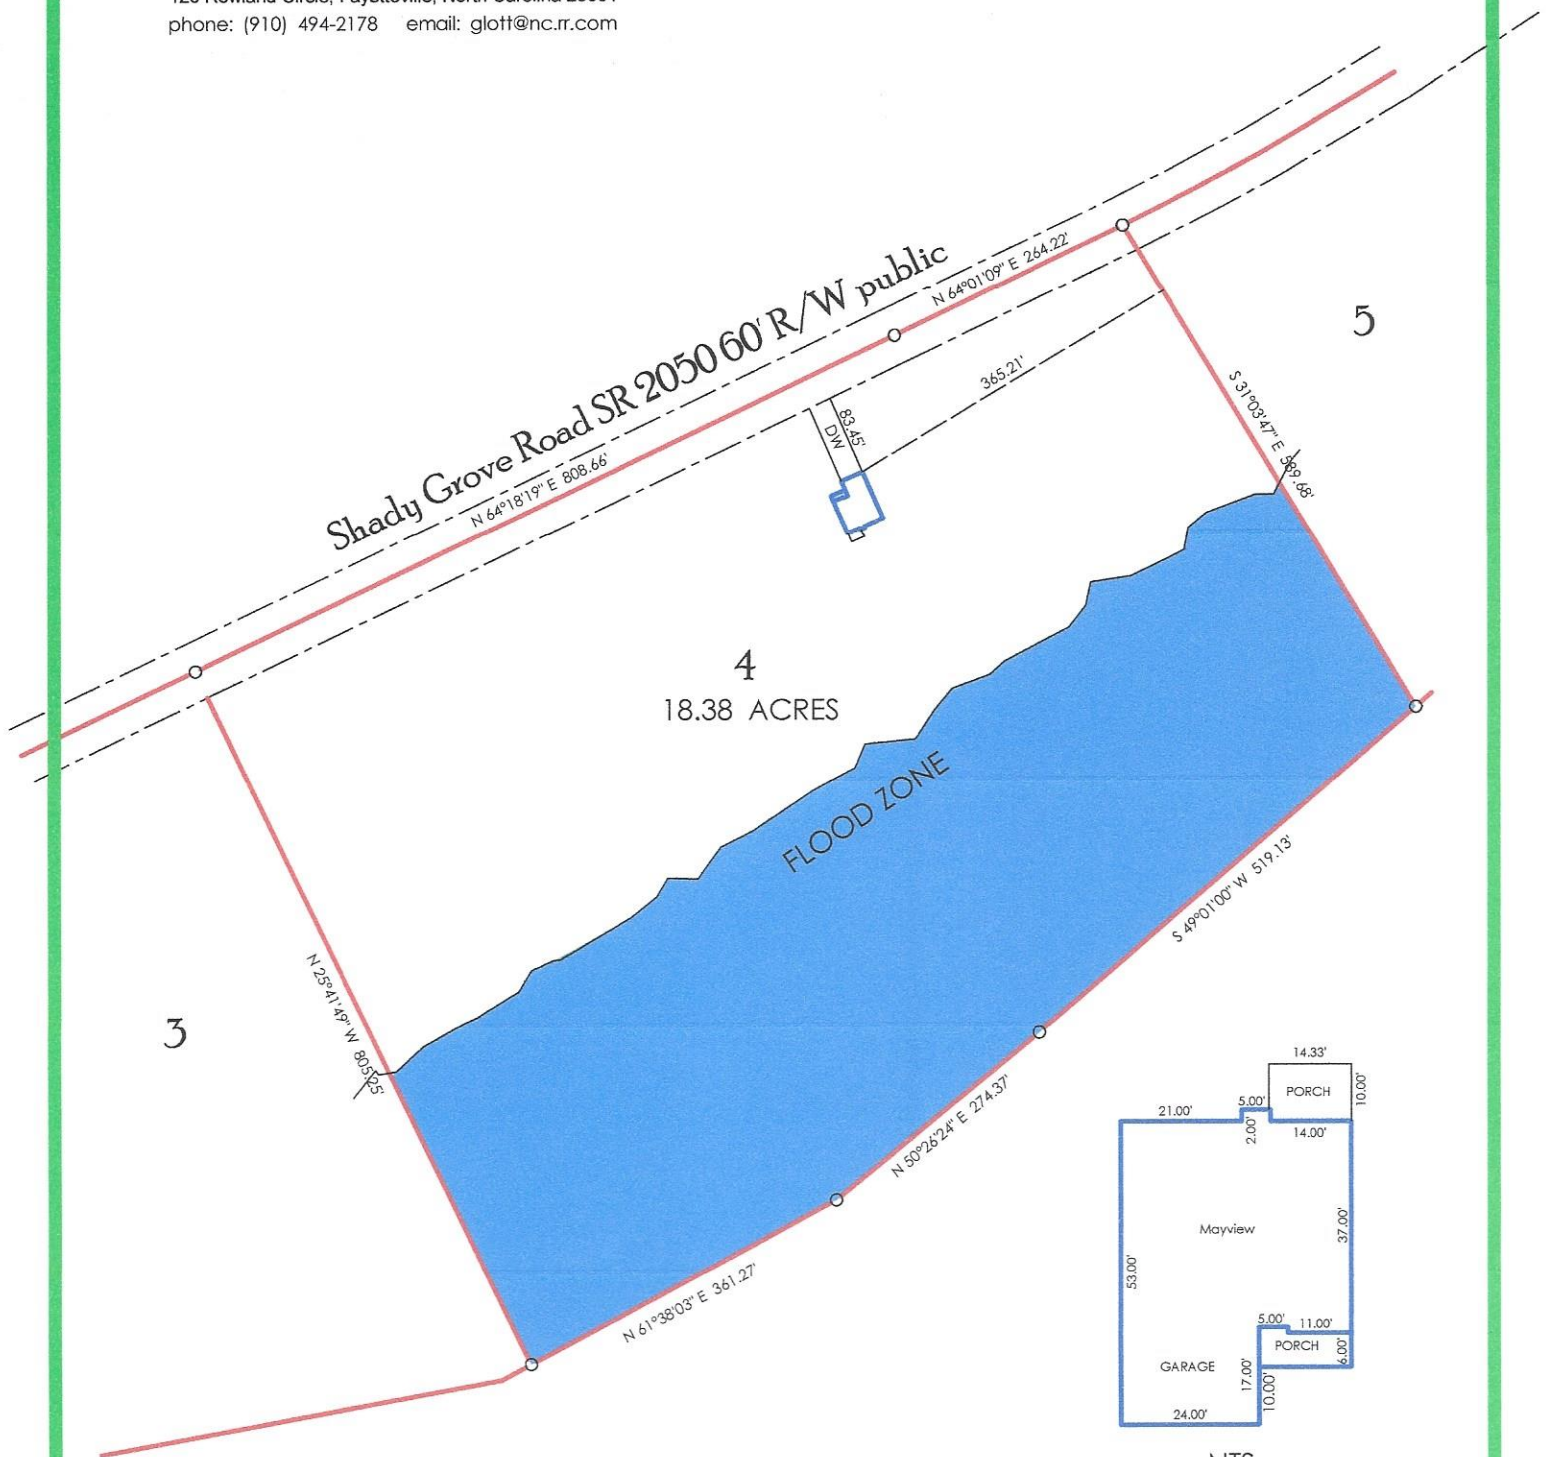 phone: (910) 494-2178 email: glott@nc.rr.com
Shady Grove Road SR 2050 60' R/W public
N 64°01'09" E 264.22'
N 64°18'19" E 808.66'
365.21'
83.45'
DW
5
S 31°03'47" E 589.68'
4
18.38 ACRES
FLOOD ZONE
S 49°01'00" W 519.13'
N 25°41'49" W 805.25'
3
N 50°26'24" E 274.37'
N 61°38'03" E 361.27'
14.33'
PORCH
10.00'
5.00'
21.00'
2.00'
14.00'
Mayview
37.00'
53.00'
5.00'
11.00'
PORCH
6.00'
GARAGE
17.00'
10.00'
24.00'